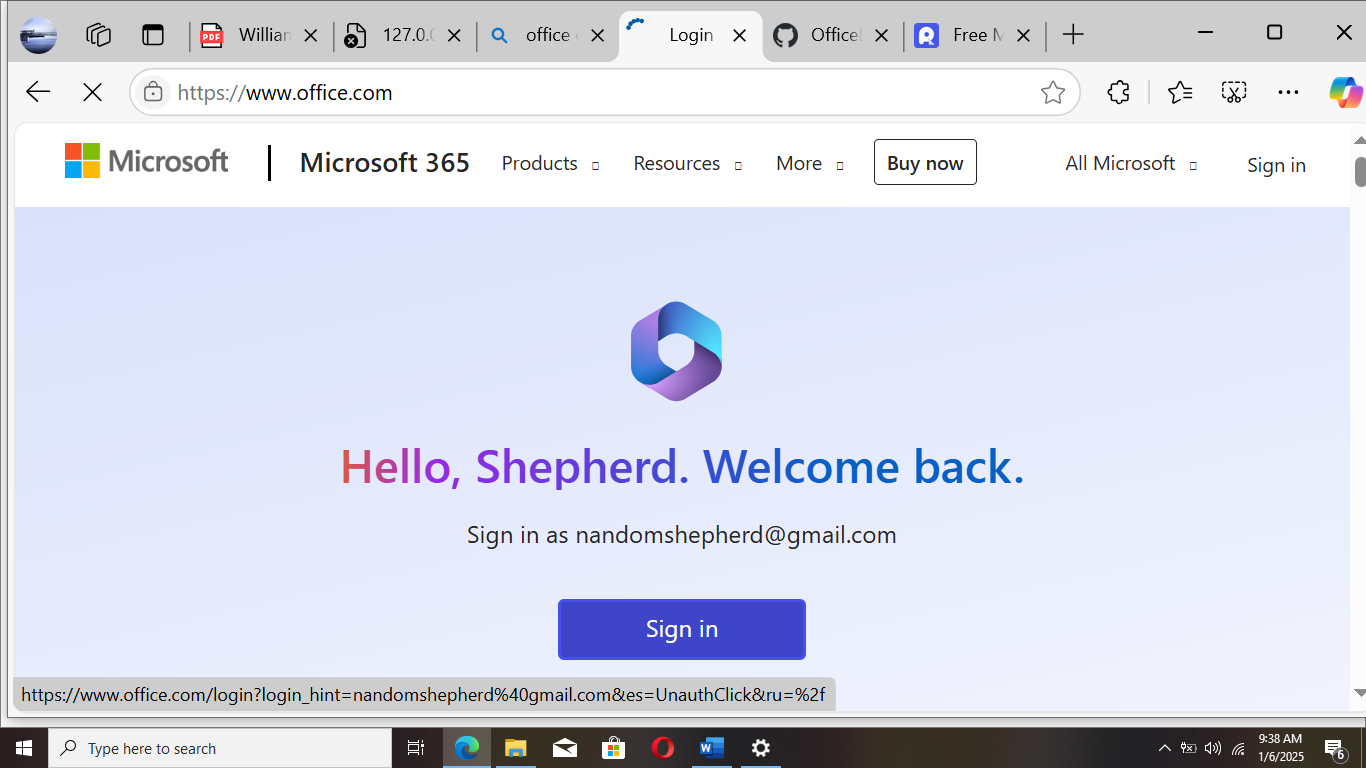 Willian
127.0.0
office
Login
Office
Free M
https://www.office.com
Microsoft
Microsoft 365
Products
Resources
More
Buy now
All Microsoft
Sign in
Hello, Shepherd. Welcome back.
Sign in as nandomshepherd@gmail.com
Sign in
https://www.office.com/login?login_hint=nandomshepherd%40gmail.com&es=UnauthClick&ru=%2f
Type here to search
9:38 AM
1/6/2025
6